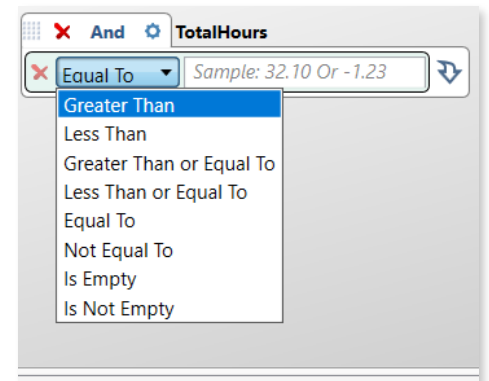 And TotalHours
Equal To Sample: 32.10 Or -1.23
Greater Than
Less Than
Greater Than or Equal To
Less Than or Equal To
Equal To
Not Equal To
Is Empty
Is Not Empty